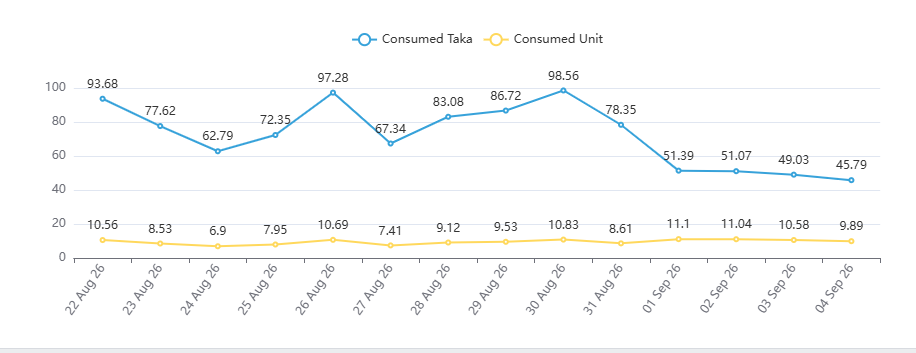 Consumed Taka Consumed Unit
100
80
60
40
20
0
93.68 77.62 62.79 72.35 97.28 67.34 83.08 86.72 98.56 78.35 51.39 51.07 49.03 45.79
10.56 8.53 6.9 7.95 10.69 7.41 9.12 9.53 10.83 8.61 11.1 11.04 10.58 9.89
22 Aug 26 23 Aug 26 24 Aug 26 25 Aug 26 26 Aug 26 27 Aug 26 28 Aug 26 29 Aug 26 30 Aug 26 31 Aug 26 01 Sep 26 02 Sep 26 03 Sep 26 04 Sep 26